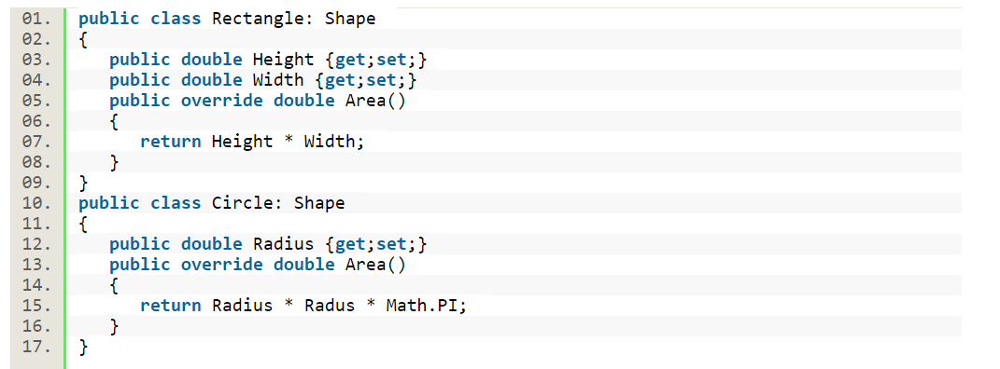 01. public class Rectangle: Shape
02. {
03.    public double Height {get;set;}
04.    public double Width {get;set;}
05.    public override double Area()
06.    {
07.       return Height * Width;
08.    }
09. }
10. public class Circle: Shape
11. {
12.    public double Radius {get;set;}
13.    public override double Area()
14.    {
15.       return Radius * Radus * Math.PI;
16.    }
17. }